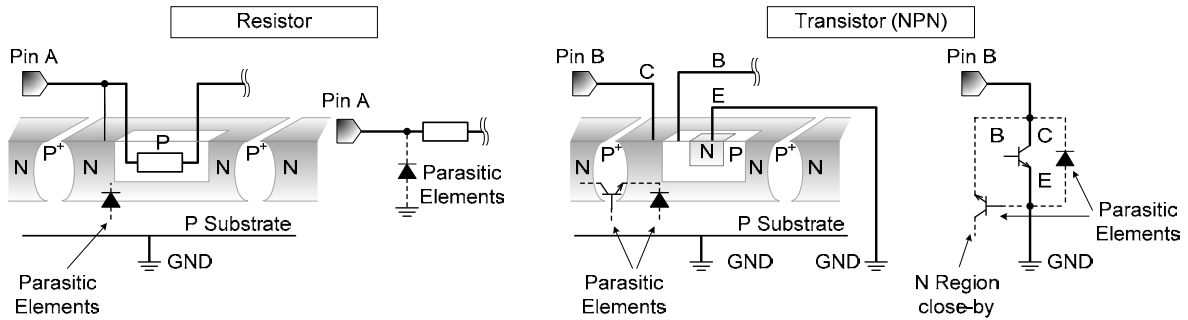 Resistor
Transistor (NPN)
Pin A
Pin A
N
P+
N
P
P+
N
Parasitic
Elements
P Substrate
GND
Parasitic
Elements
Pin B
C
B
E
N
P+
N
N
P
P+
N
P Substrate
GND
GND
Parasitic
Elements
Pin B
B
C
E
Parasitic
Elements
GND
N Region
close-by